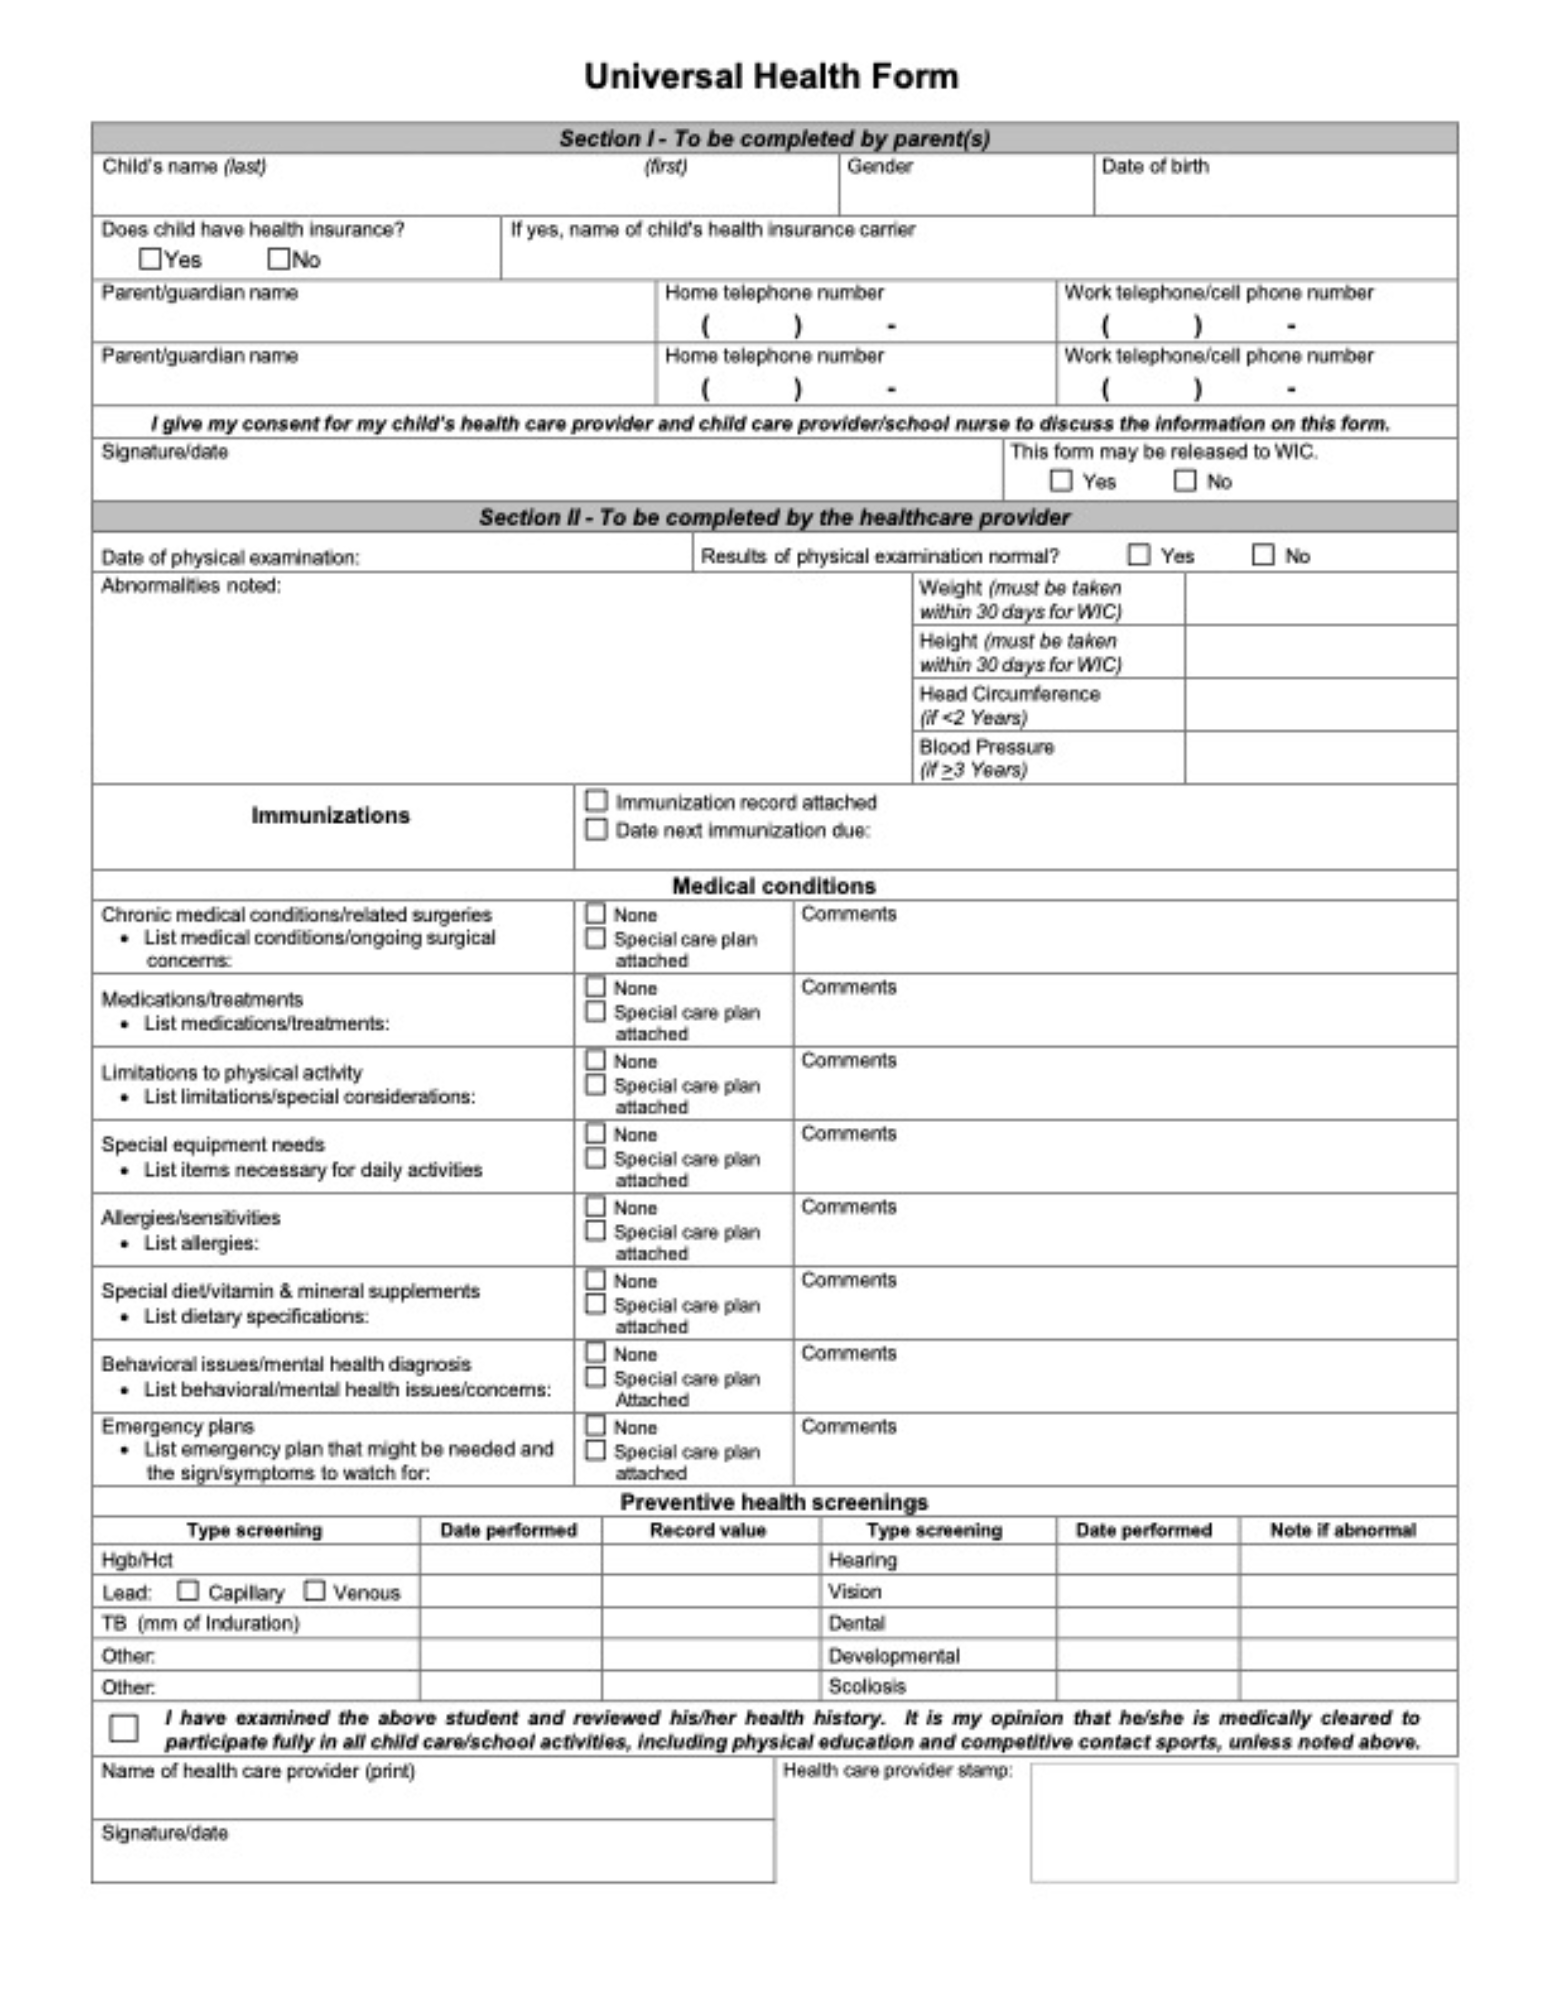 Universal Health Form
Section I - To be completed by parent(s)
Child's name (last) (first) Gender Date of birth
Does child have health insurance? If yes, name of child's health insurance carrier
☐Yes ☐No
Parent/guardian name Home telephone number Work telephone/cell phone number
( ) - ( ) -
Parent/guardian name Home telephone number Work telephone/cell phone number
( ) - ( ) -
I give my consent for my child's health care provider and child care provider/school nurse to discuss the information on this form.
Signature/date This form may be released to WIC.
☐ Yes ☐ No
Section II - To be completed by the healthcare provider
Date of physical examination: Results of physical examination normal? ☐ Yes ☐ No
Abnormalities noted:
Weight (must be taken
within 30 days for WIC)
Height (must be taken
within 30 days for WIC)
Head Circumference
(if <2 Years)
Blood Pressure
(if ≥3 Years)
Immunizations
☐ Immunization record attached
☐ Date next immunization due:
Medical conditions
Chronic medical conditions/related surgeries
• List medical conditions/ongoing surgical
concerns:
☐ None
☐ Special care plan
attached
Comments
Medications/treatments
• List medications/treatments:
☐ None
☐ Special care plan
attached
Comments
Limitations to physical activity
• List limitations/special considerations:
☐ None
☐ Special care plan
attached
Comments
Special equipment needs
• List items necessary for daily activities
☐ None
☐ Special care plan
attached
Comments
Allergies/sensitivities
• List allergies:
☐ None
☐ Special care plan
attached
Comments
Special diet/vitamin & mineral supplements
• List dietary specifications:
☐ None
☐ Special care plan
attached
Comments
Behavioral issues/mental health diagnosis
• List behavioral/mental health issues/concerns:
☐ None
☐ Special care plan
Attached
Comments
Emergency plans
• List emergency plan that might be needed and
the sign/symptoms to watch for:
☐ None
☐ Special care plan
attached
Comments
Preventive health screenings
Type screening Date performed Record value Type screening Date performed Note if abnormal
Hgb/Hct Hearing
Lead: ☐ Capillary ☐ Venous Vision
TB (mm of Induration) Dental
Other: Developmental
Other: Scoliosis
☐ I have examined the above student and reviewed his/her health history. It is my opinion that he/she is medically cleared to
participate fully in all child care/school activities, including physical education and competitive contact sports, unless noted above.
Name of health care provider (print) Health care provider stamp:
Signature/date